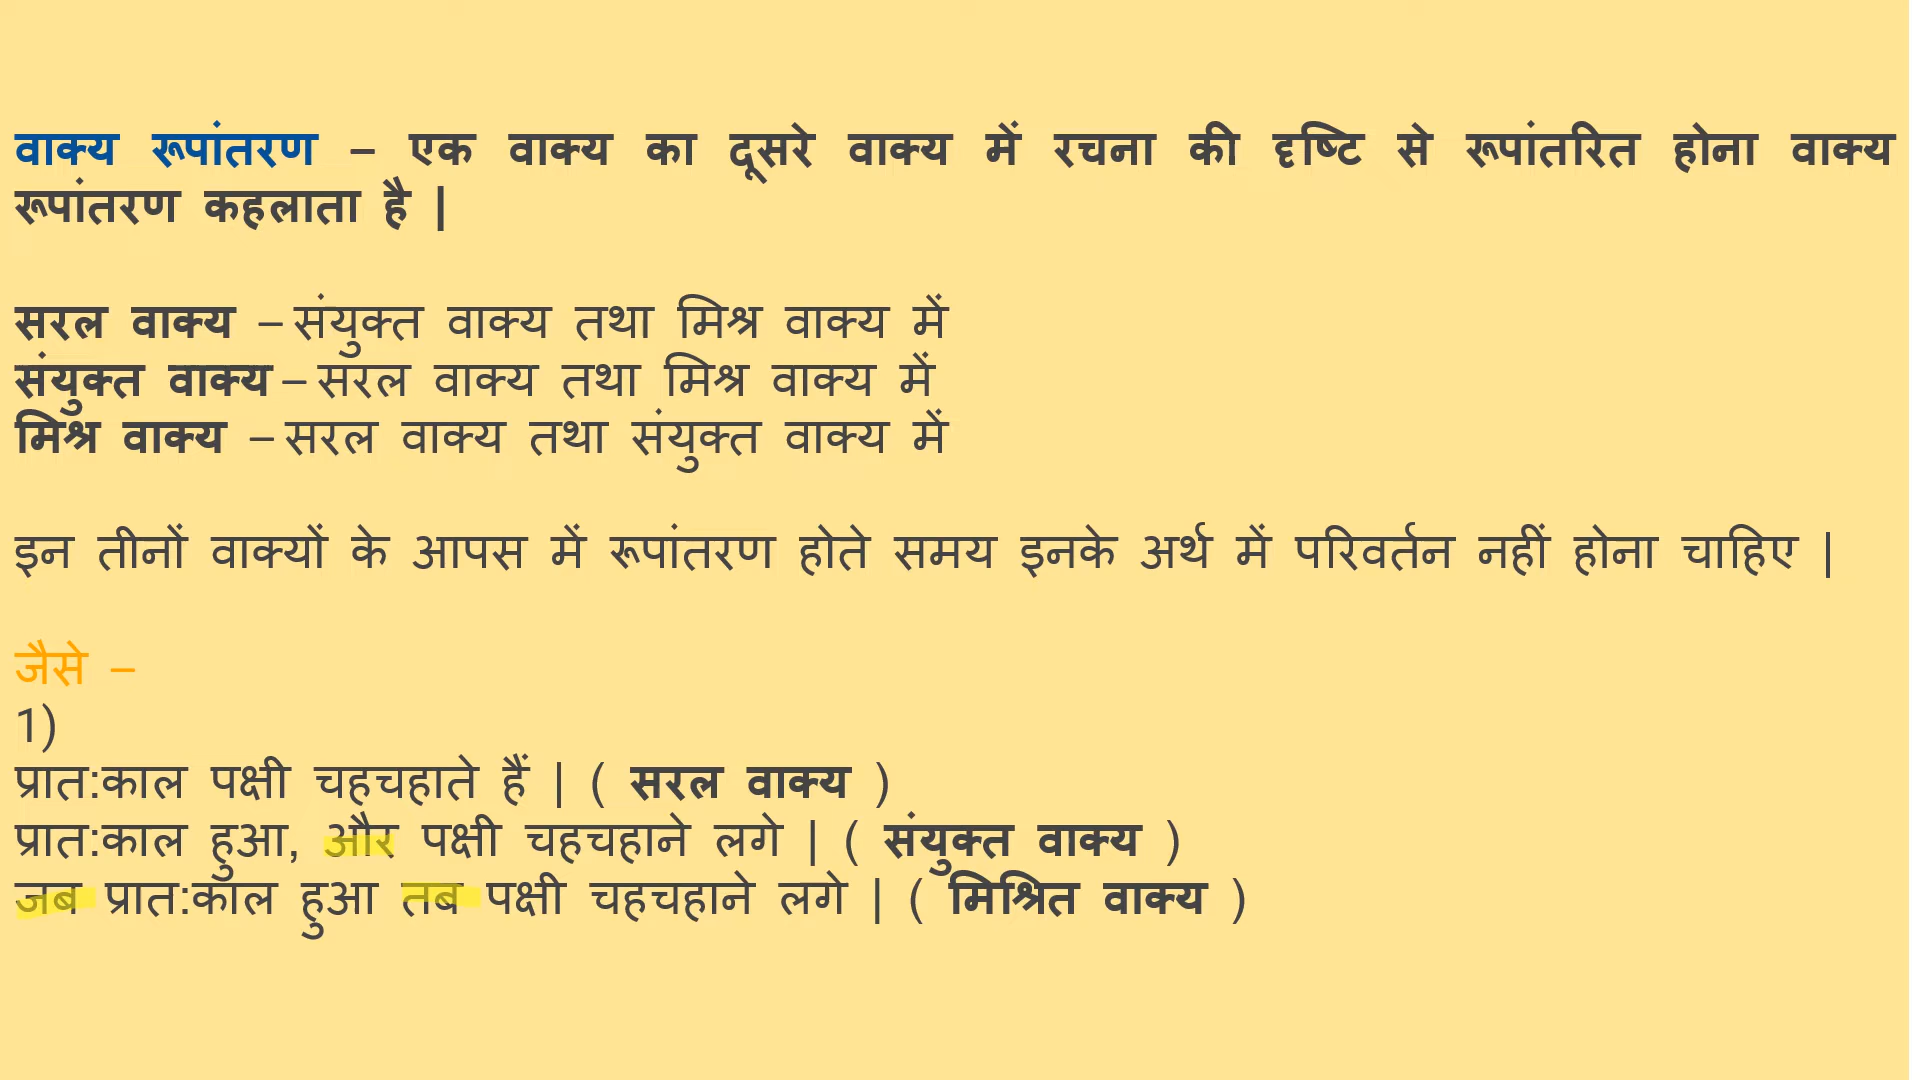 वाक्य रूपांतरण – एक वाक्य का दूसरे वाक्य में रचना की दृष्टि से रूपांतरित होना वाक्य
रूपांतरण कहलाता है |
सरल वाक्य – संयुक्त वाक्य तथा मिश्र वाक्य में
संयुक्त वाक्य – सरल वाक्य तथा मिश्र वाक्य में
मिश्र वाक्य – सरल वाक्य तथा संयुक्त वाक्य में
इन तीनों वाक्यों के आपस में रूपांतरण होते समय इनके अर्थ में परिवर्तन नहीं होना चाहिए |
जैसे –
1)
प्रात:काल पक्षी चहचहाते हैं | ( सरल वाक्य )
प्रात:काल हुआ, और पक्षी चहचहाने लगे | ( संयुक्त वाक्य )
जब प्रात:काल हुआ तब पक्षी चहचहाने लगे | ( मिश्रित वाक्य )